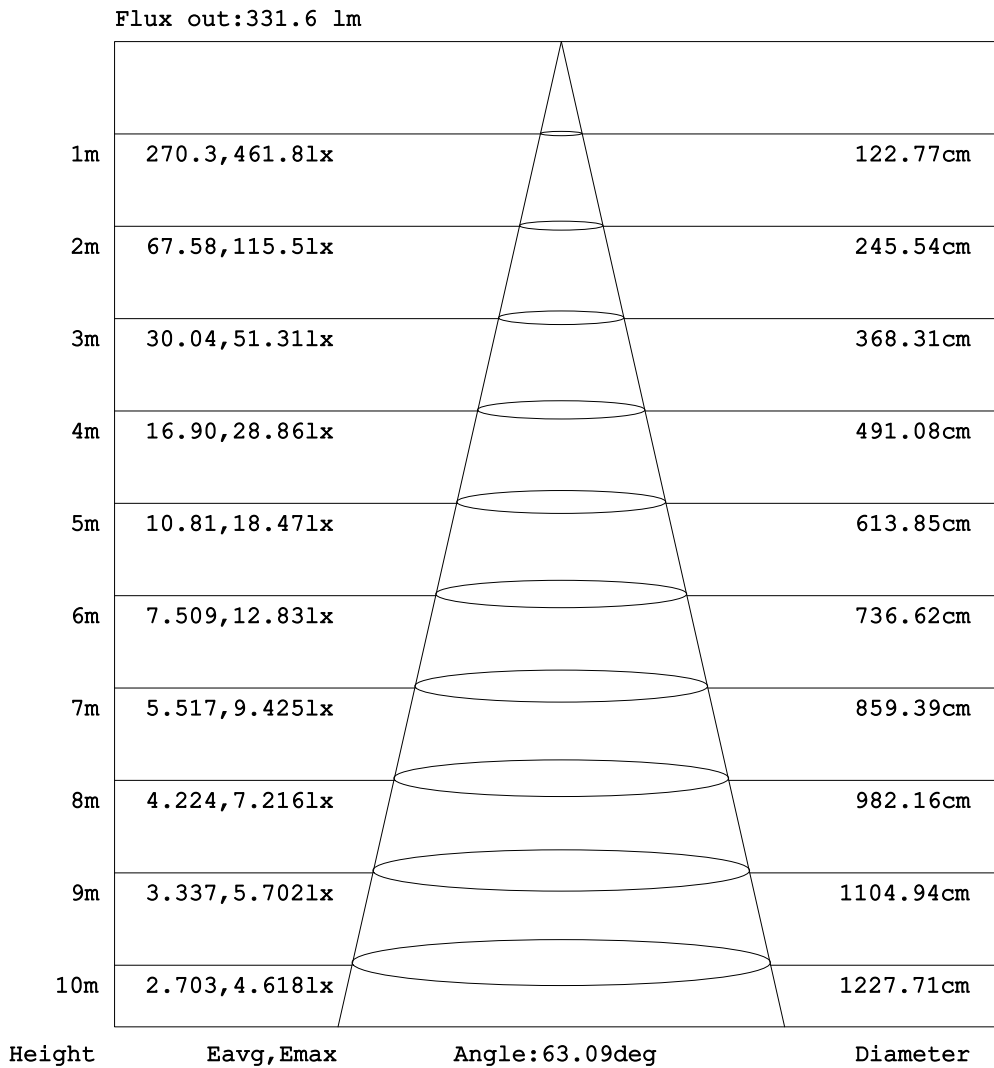 Flux out:331.6 lm
1m 270.3,461.8lx 122.77cm
2m 67.58,115.5lx 245.54cm
3m 30.04,51.31lx 368.31cm
4m 16.90,28.86lx 491.08cm
5m 10.81,18.47lx 613.85cm
6m 7.509,12.83lx 736.62cm
7m 5.517,9.425lx 859.39cm
8m 4.224,7.216lx 982.16cm
9m 3.337,5.702lx 1104.94cm
10m 2.703,4.618lx 1227.71cm
Height Eavg,Emax Angle:63.09deg Diameter